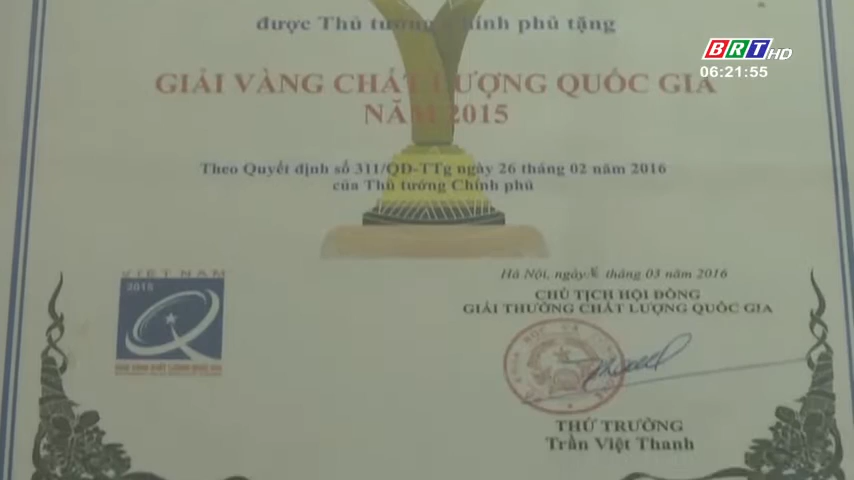 được Thủ tướng Chính phủ tặng
BRT HD
06:21:55
GIẢI VÀNG CHẤT LƯỢNG QUỐC GIA
NĂM 2015
Theo Quyết định số 311/QĐ-TTg ngày 26 tháng 02 năm 2016
của Thủ tướng Chính phủ
VIET NAM
2015
Hà Nội, ngày tháng 03 năm 2016
CHỦ TỊCH HỘI ĐỒNG
GIẢI THƯỞNG CHẤT LƯỢNG QUỐC GIA
THỨ TRƯỞNG
Trần Việt Thanh